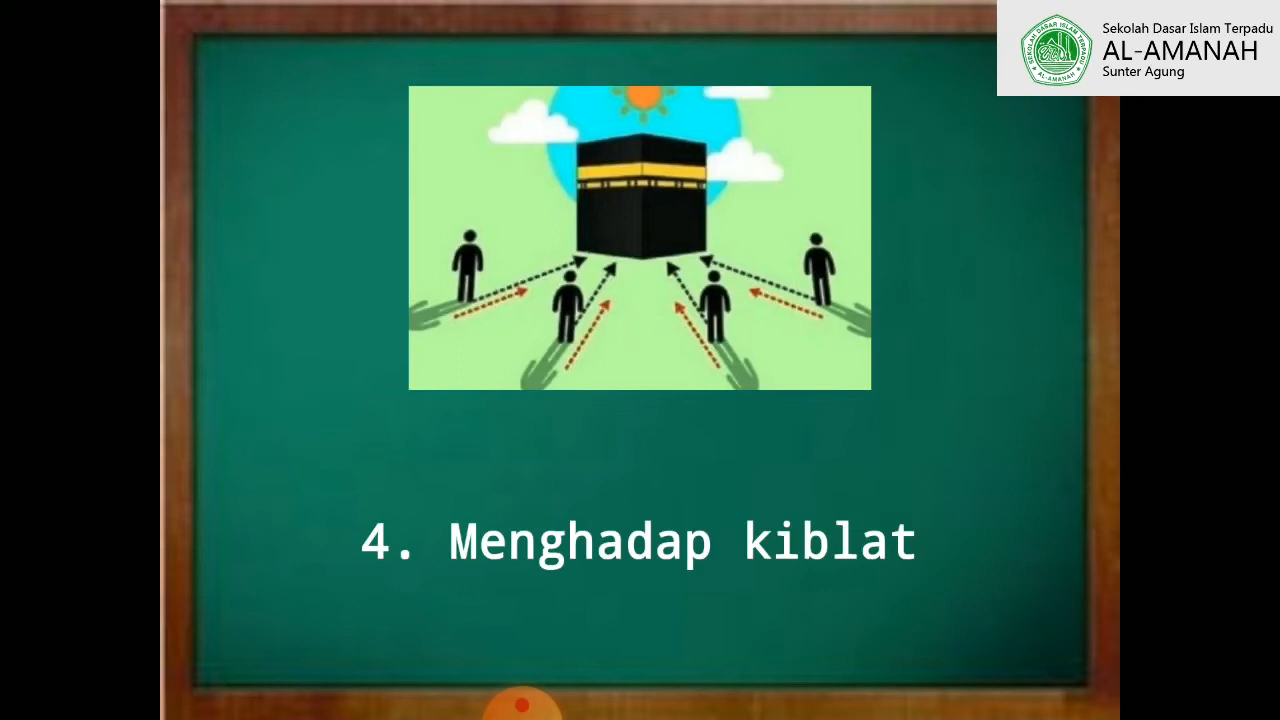 Sekolah Dasar Islam Terpadu
AL-AMANAH
Sunter Agung
4. Menghadap kiblat